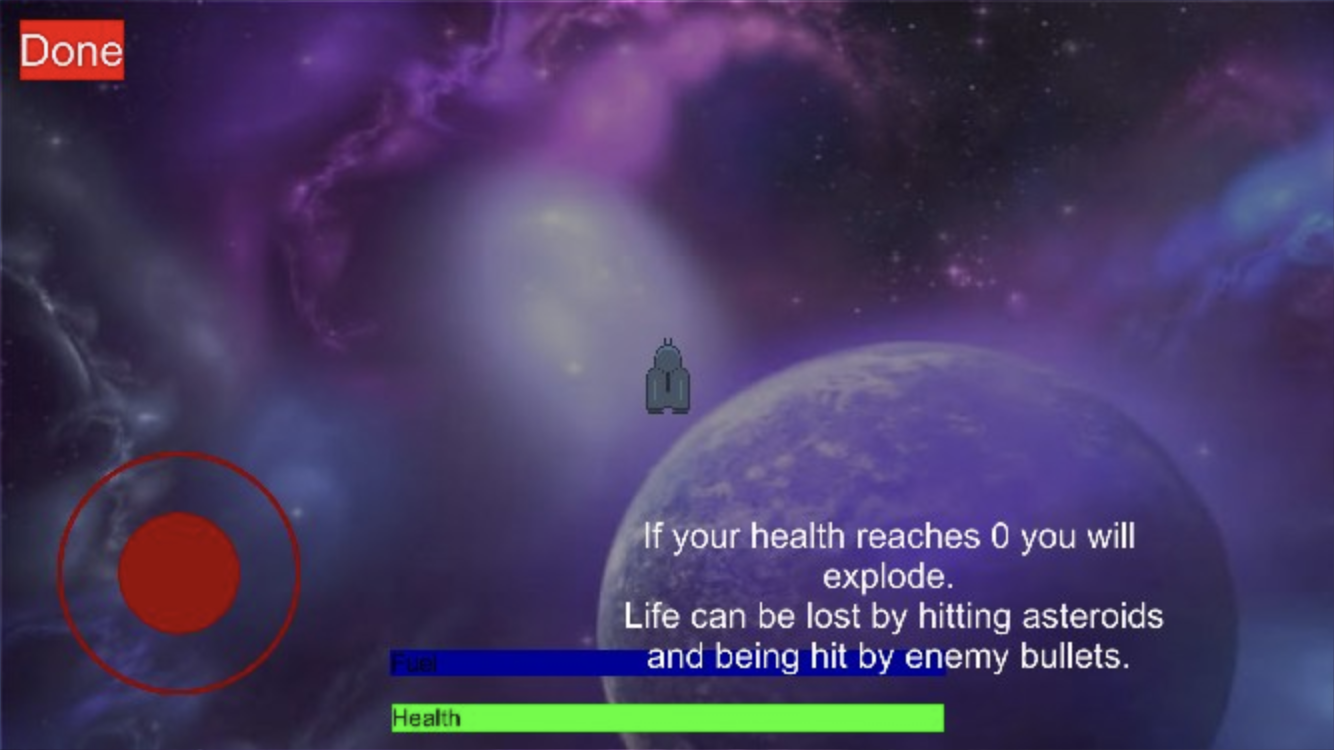 Done
If your health reaches 0 you will
explode.
Life can be lost by hitting asteroids
and being hit by enemy bullets.
Fuel
Health